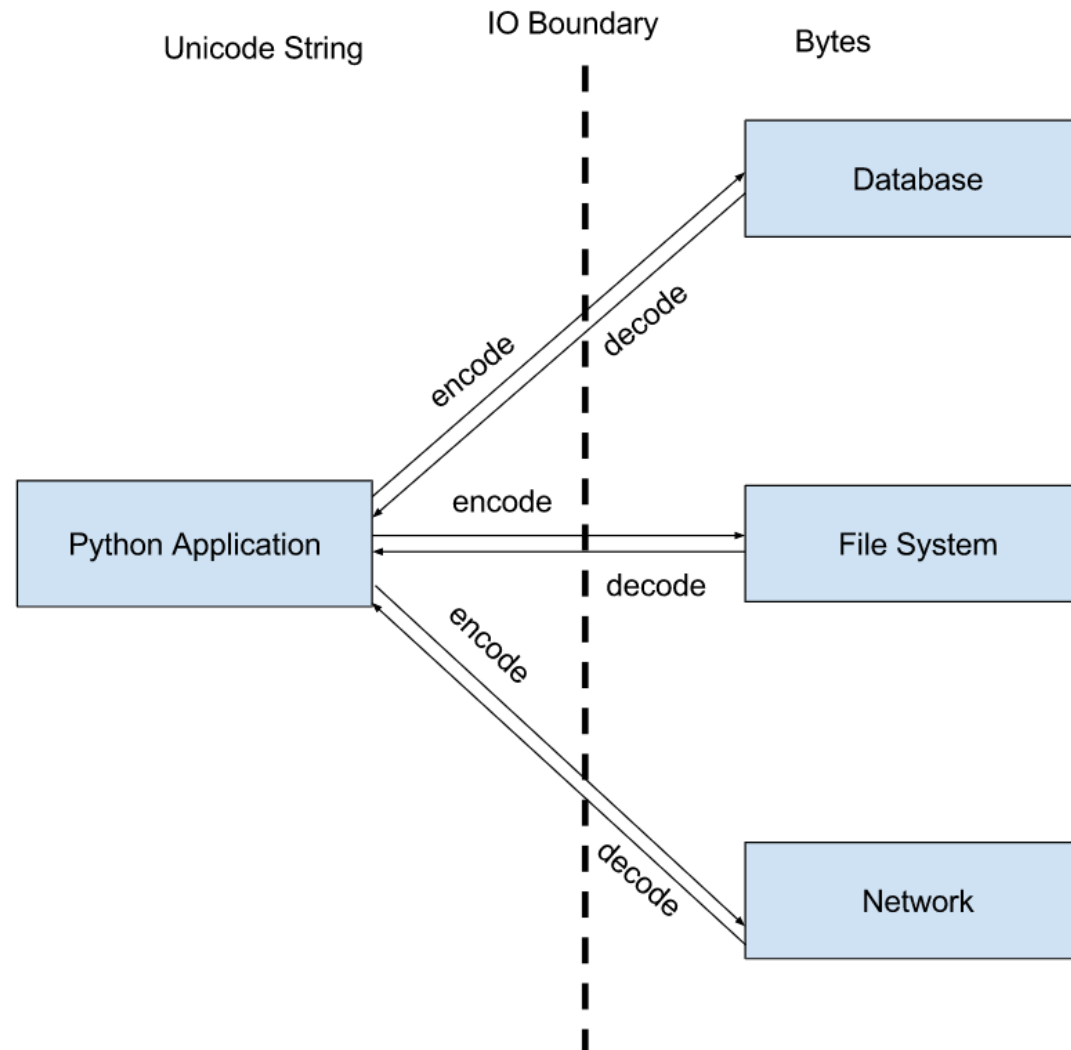 Unicode String
IO Boundary
Bytes
Database
encode
decode
Python Application
encode
decode
File System
encode
decode
Network